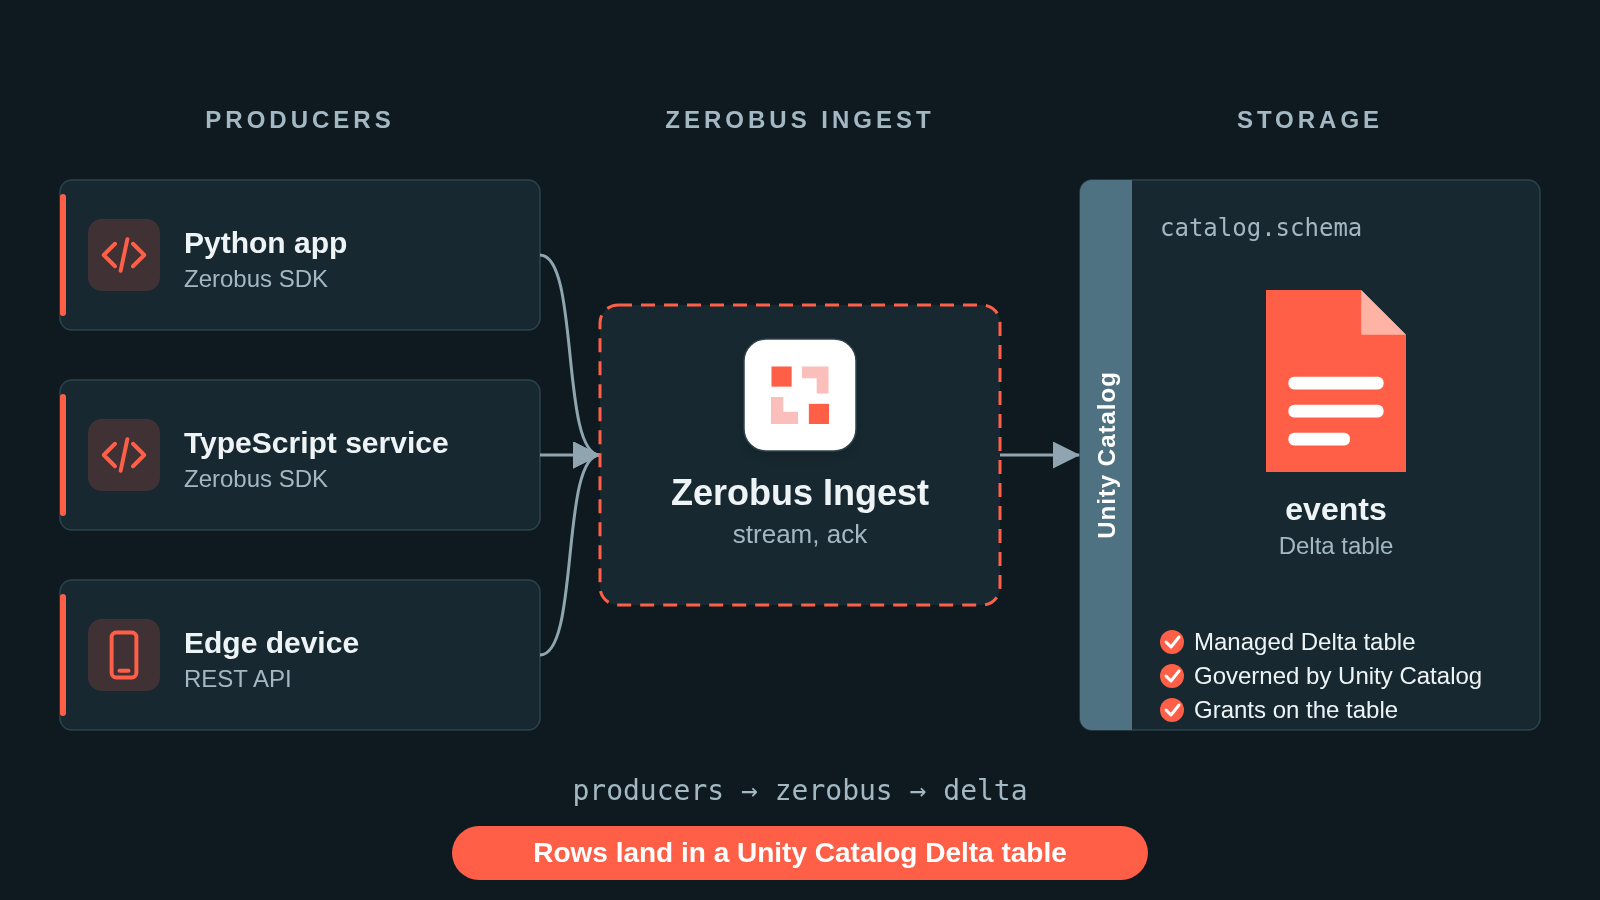 PRODUCERS
ZEROBUS INGEST
STORAGE
Python app
Zerobus SDK
TypeScript service
Zerobus SDK
Edge device
REST API
Zerobus Ingest
stream, ack
Unity Catalog
catalog.schema
events
Delta table
Managed Delta table
Governed by Unity Catalog
Grants on the table
producers → zerobus → delta
Rows land in a Unity Catalog Delta table